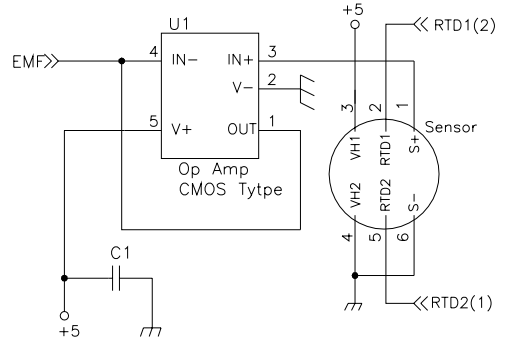 U1
+5
RTD1(2)
EMF
4
IN-
IN+
3
V-
2
5
V+
OUT
1
3
2
1
VH1
RTD1
S+
Sensor
Op Amp
CMOS Tytpe
VH2
RTD2
S-
4
5
6
C1
+5
RTD2(1)